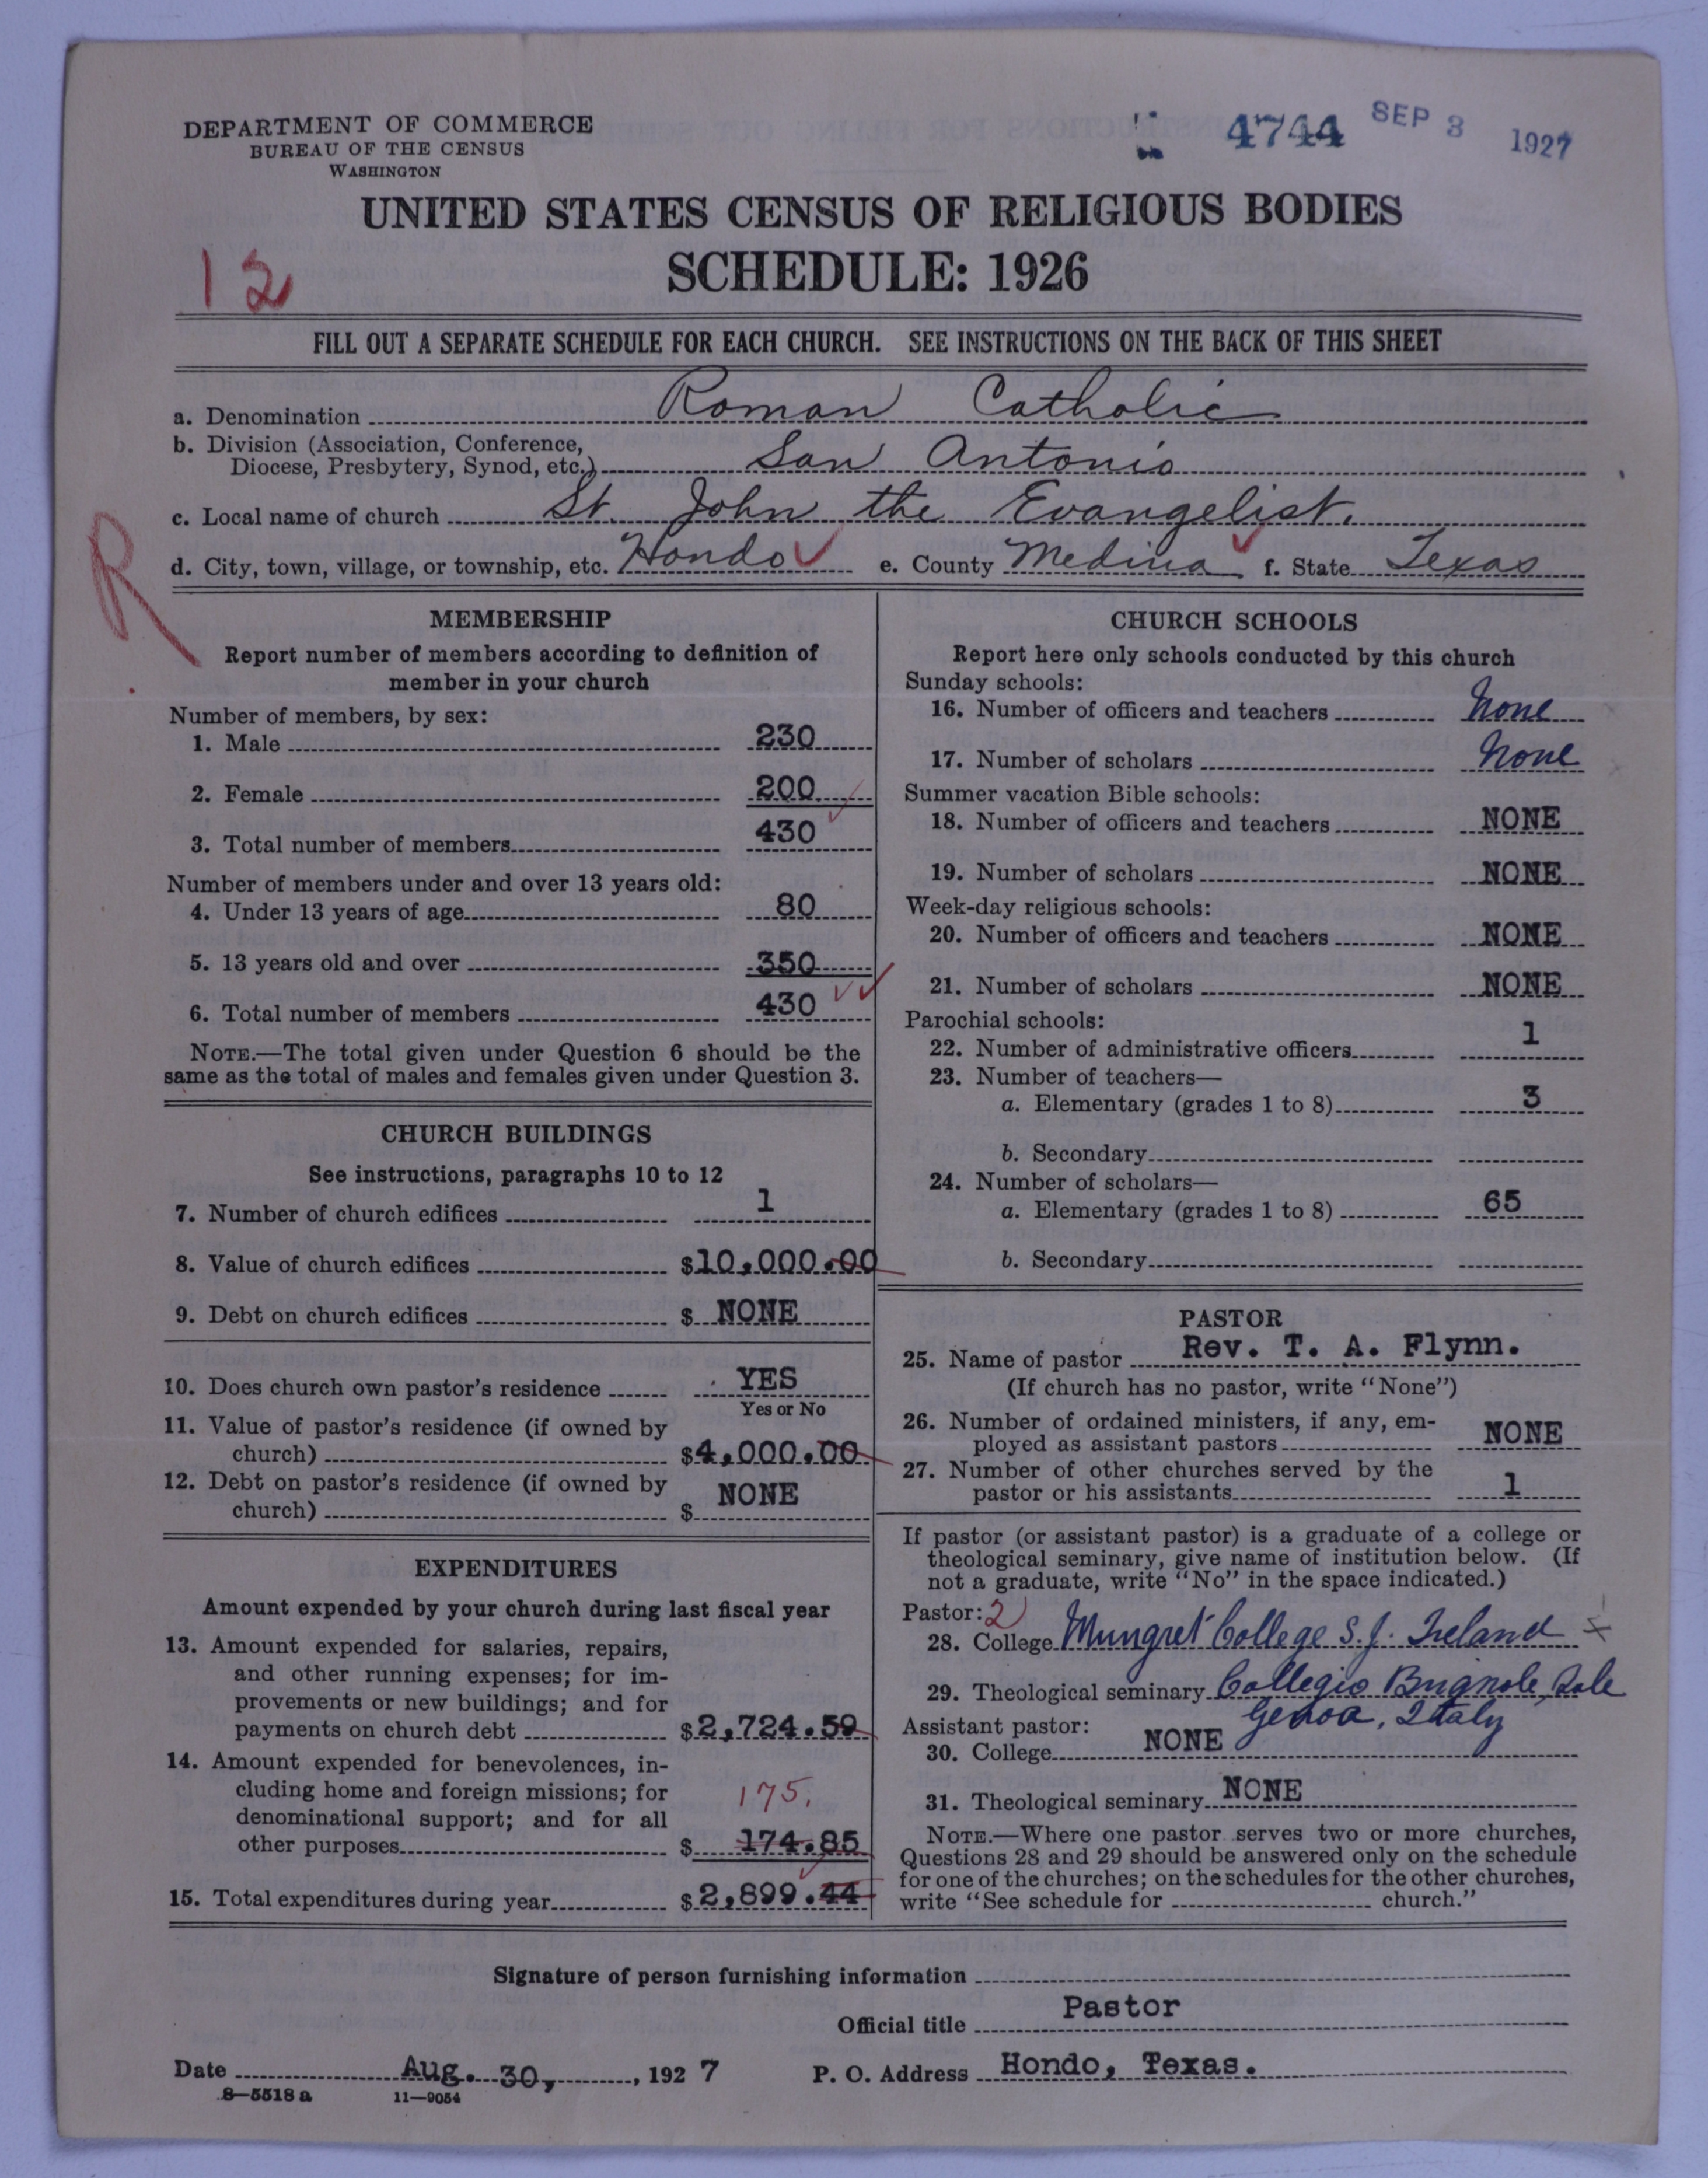 DEPARTMENT OF COMMERCE
BUREAU OF THE CENSUS
WASHINGTON
4744 SEP 3 1927
UNITED STATES CENSUS OF RELIGIOUS BODIES
SCHEDULE: 1926
12
FILL OUT A SEPARATE SCHEDULE FOR EACH CHURCH. SEE INSTRUCTIONS ON THE BACK OF THIS SHEET
a. Denomination Roman Catholic
b. Division (Association, Conference,
Diocese, Presbytery, Synod, etc.) San Antonio
c. Local name of church St. John the Evangelist.
R
d. City, town, village, or township, etc. Hondo e. County Medina f. State Texas
MEMBERSHIP
Report number of members according to definition of
member in your church
Number of members, by sex:
1. Male 230
2. Female 200
3. Total number of members 430
Number of members under and over 13 years old:
4. Under 13 years of age 80
5. 13 years old and over 350
6. Total number of members 430
NOTE.—The total given under Question 6 should be the
same as the total of males and females given under Question 3.
CHURCH BUILDINGS
See instructions, paragraphs 10 to 12
7. Number of church edifices 1
8. Value of church edifices $10,000.00
9. Debt on church edifices $ NONE
10. Does church own pastor's residence YES
Yes or No
11. Value of pastor's residence (if owned by
church) $4,000.00
12. Debt on pastor's residence (if owned by
church) $ NONE
EXPENDITURES
Amount expended by your church during last fiscal year
13. Amount expended for salaries, repairs,
and other running expenses; for im-
provements or new buildings; and for
payments on church debt $2,724.59
14. Amount expended for benevolences, in-
cluding home and foreign missions; for
175.
denominational support; and for all
other purposes $ 174.85
15. Total expenditures during year $2,899.44
CHURCH SCHOOLS
Report here only schools conducted by this church
Sunday schools:
16. Number of officers and teachers None
17. Number of scholars None
Summer vacation Bible schools:
18. Number of officers and teachers NONE
19. Number of scholars NONE
Week-day religious schools:
20. Number of officers and teachers NONE
21. Number of scholars NONE
Parochial schools:
22. Number of administrative officers 1
23. Number of teachers—
a. Elementary (grades 1 to 8) 3
b. Secondary
24. Number of scholars—
a. Elementary (grades 1 to 8) 65
b. Secondary
PASTOR
25. Name of pastor Rev. T. A. Flynn.
(If church has no pastor, write "None")
26. Number of ordained ministers, if any, em-
ployed as assistant pastors NONE
27. Number of other churches served by the
pastor or his assistants 1
If pastor (or assistant pastor) is a graduate of a college or
theological seminary, give name of institution below. (If
not a graduate, write "No" in the space indicated.)
Pastor: 2
28. College Mungret College S.J. Ireland
29. Theological seminary Collegio Brignole Sale
Genoa, Italy
Assistant pastor:
30. College NONE
31. Theological seminary NONE
NOTE.—Where one pastor serves two or more churches,
Questions 28 and 29 should be answered only on the schedule
for one of the churches; on the schedules for the other churches,
write "See schedule for church."
Signature of person furnishing information
Official title Pastor
Date Aug. 30, 1927 P. O. Address Hondo, Texas.
8—5518 a 11—9054